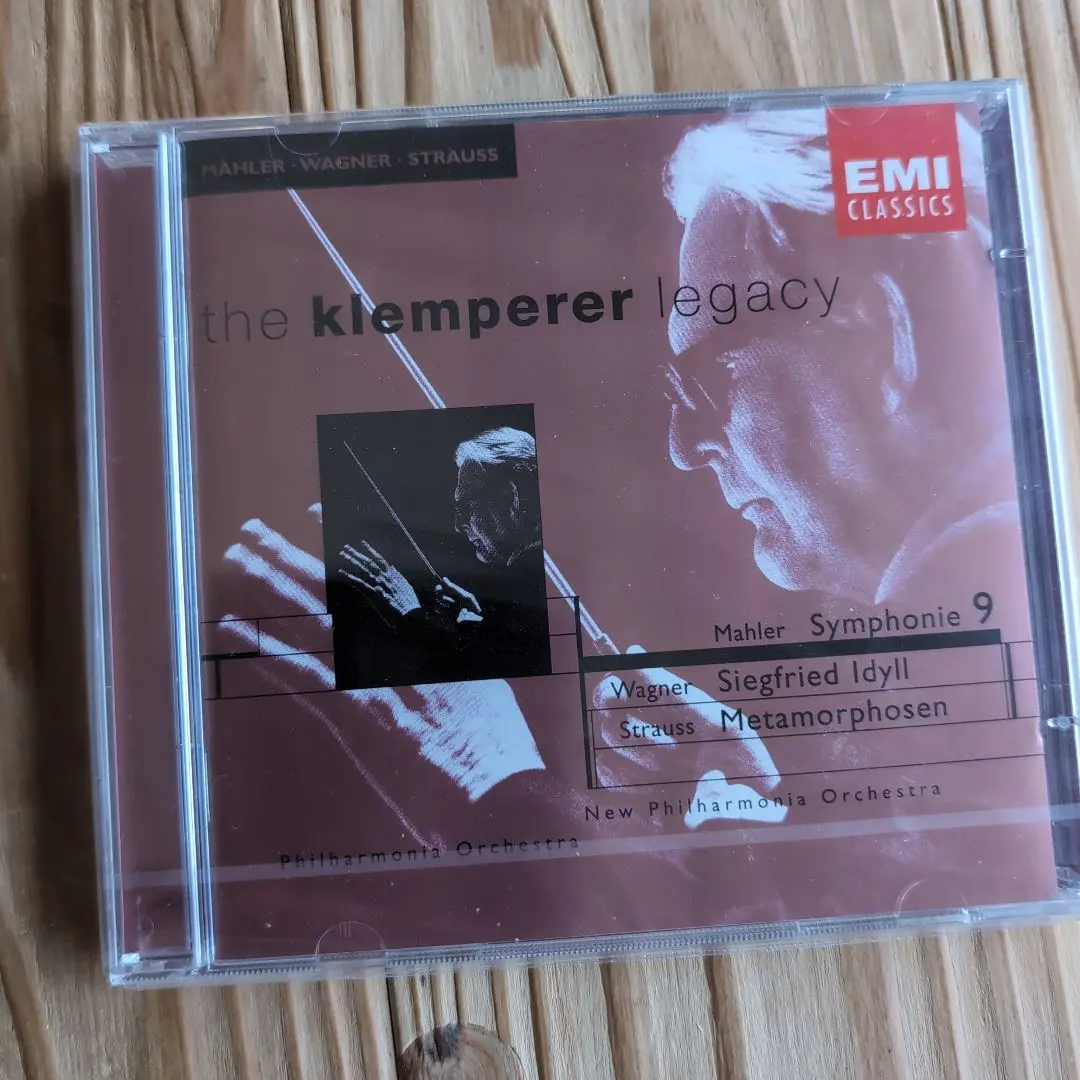 MAHLER · WAGNER · STRAUSS
EMI
CLASSICS
the klemperer legacy
Mahler Symphonie 9
Wagner Siegfried Idyll
Strauss Metamorphosen
New Philharmonia Orchestra
Philharmonia Orchestra